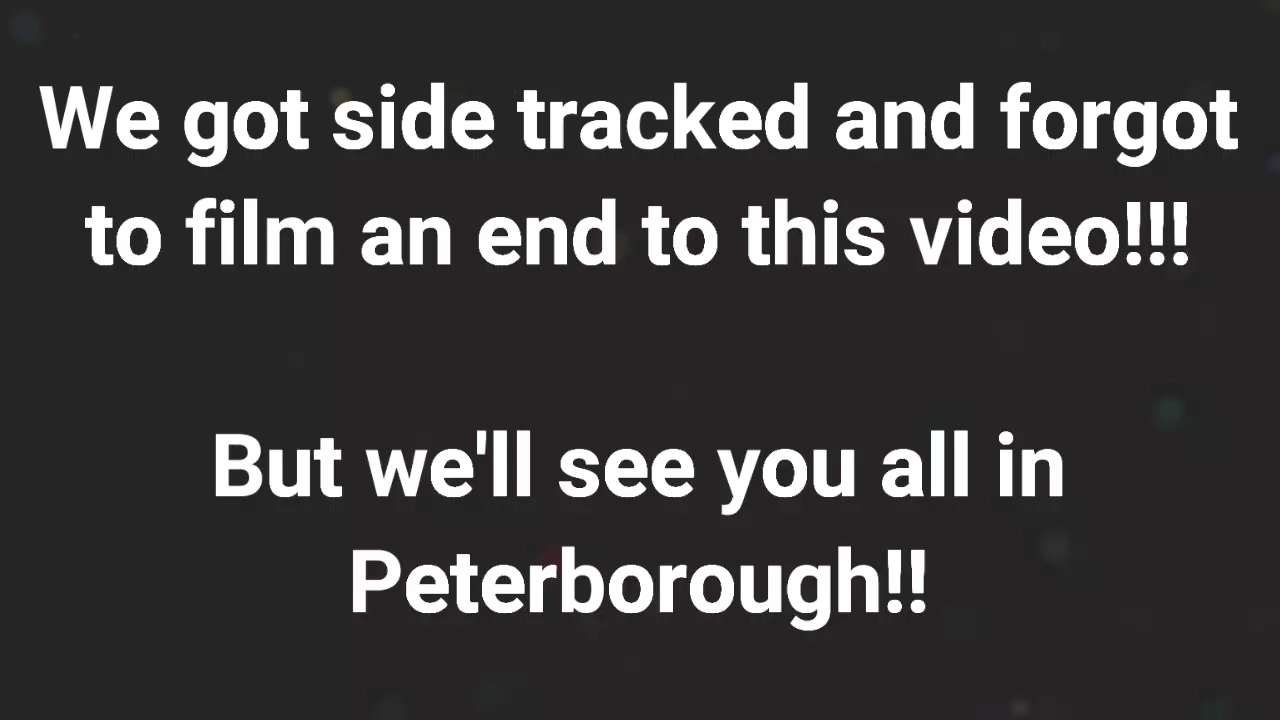 We got side tracked and forgot
to film an end to this video!!!
But we'll see you all in
Peterborough!!